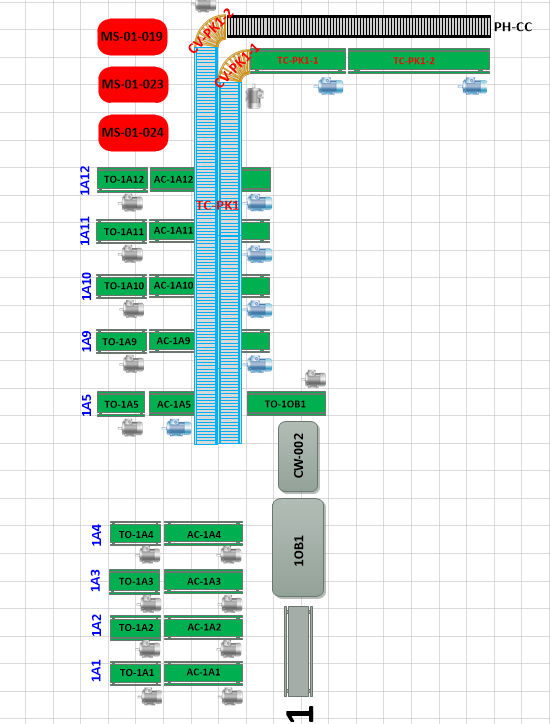 CV-PK1-2
PH-CC
MS-01-019
CV-PK1-1
TC-PK1-1
TC-PK1-2
MS-01-023
MS-01-024
1A12
TO-1A12
AC-1A12
TC-PK1
1A11
TO-1A11
AC-1A11
1A10
TO-1A10
AC-1A10
1A9
TO-1A9
AC-1A9
1A5
TO-1A5
AC-1A5
TO-1OB1
CW-002
1A4
TO-1A4
AC-1A4
1OB1
1A3
TO-1A3
AC-1A3
1A2
TO-1A2
AC-1A2
1A1
TO-1A1
AC-1A1
1